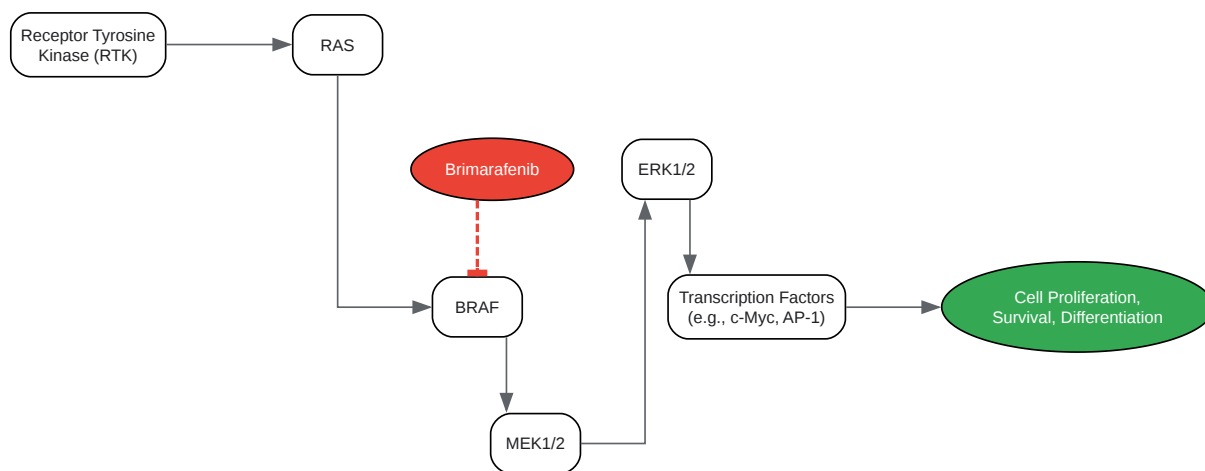 Receptor Tyrosine
Kinase (RTK)
RAS
Brimarafenib
ERK1/2
BRAF
Transcription Factors
(e.g., c-Myc, AP-1)
Cell Proliferation,
Survival, Differentiation
MEK1/2